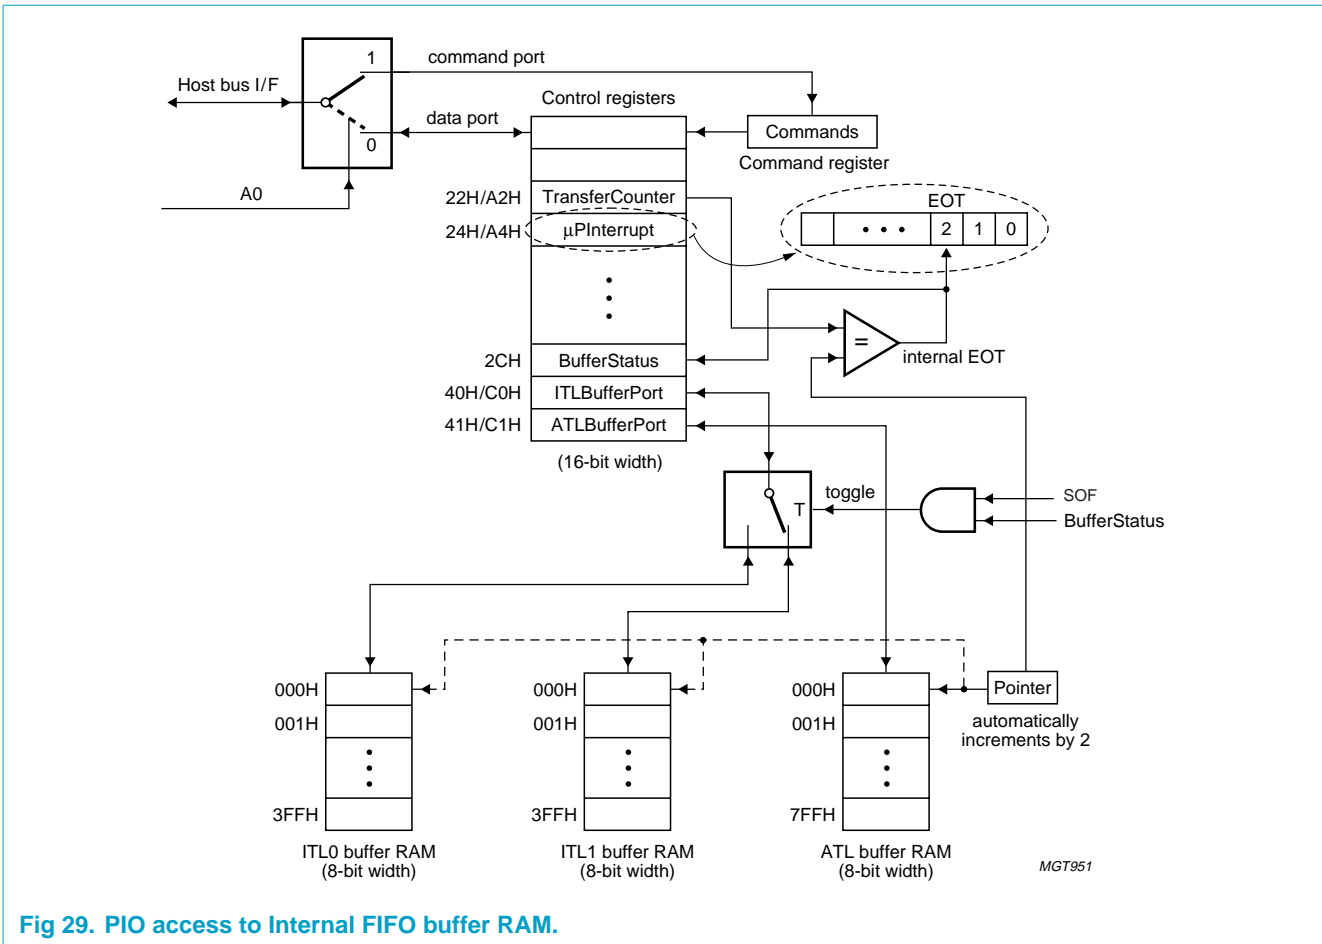 1
command port
Host bus I/F
Control registers
data port
0
Commands
Command register
A0
22H/A2H TransferCounter
EOT
24H/A4H μPInterrupt
• • • 2 1 0
=
internal EOT
2CH BufferStatus
40H/C0H ITLBufferPort
41H/C1H ATLBufferPort
(16-bit width)
toggle
T
SOF
BufferStatus
000H
000H
000H
Pointer
001H
001H
001H
automatically
increments by 2
3FFH
3FFH
7FFH
ITL0 buffer RAM
(8-bit width)
ITL1 buffer RAM
(8-bit width)
ATL buffer RAM
(8-bit width)
MGT951
Fig 29. PIO access to Internal FIFO buffer RAM.